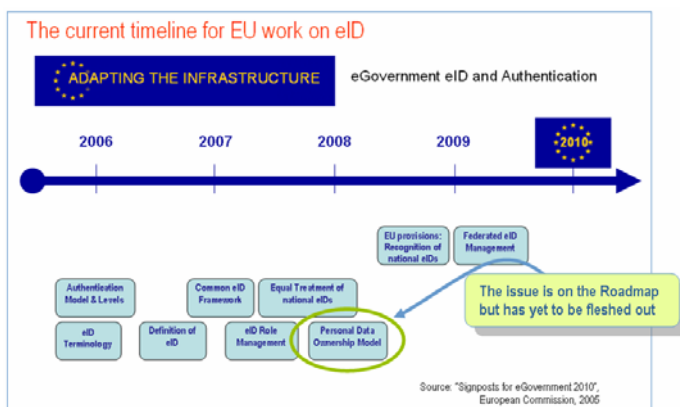 The current timeline for EU work on eID
ADAPTING THE INFRASTRUCTURE
eGovernment eID and Authentication
2006
2007
2008
2009
2010
EU provisions:
Recognition of
national eIDs
Federated eID
Management
Authentication
Model & Levels
Common eID
Framework
Equal Treatment of
national eIDs
The issue is on the Roadmap
but has yet to be fleshed out
eID
Terminology
Definition of
eID
eID Role
Management
Personal Data
Ownership Model
Source: "Signposts for eGovernment 2010",
European Commission, 2005